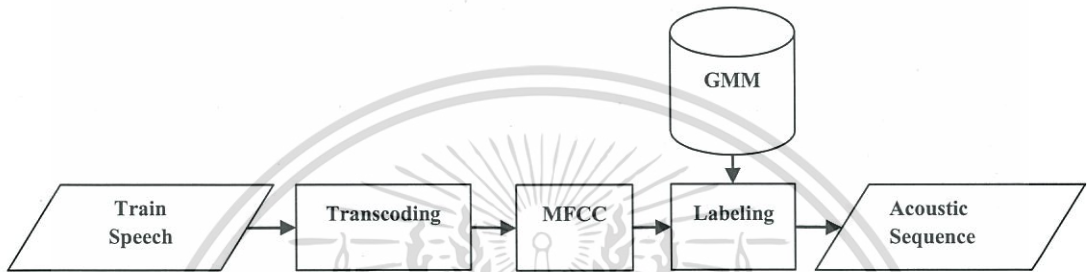 GMM
Train
Speech
Transcoding
MFCC
Labeling
Acoustic
Sequence